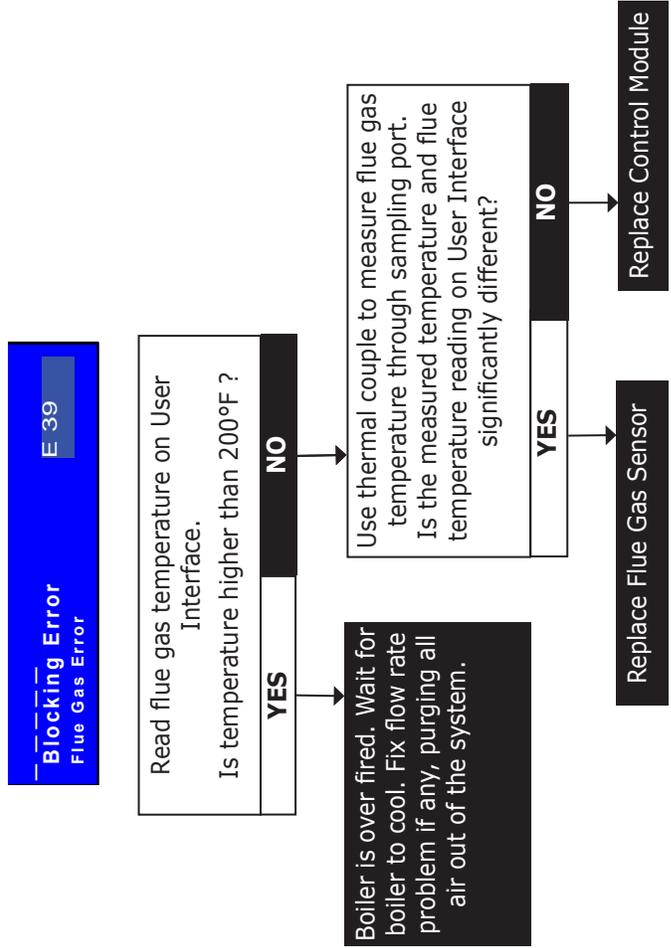 Blocking Error
E 39
Flue Gas Error
Read flue gas temperature on User
Interface.
Is temperature higher than 200°F ?
YES
NO
Boiler is over fired. Wait for
boiler to cool. Fix flow rate
problem if any, purging all
air out of the system.
Use thermal couple to measure flue gas
temperature through sampling port.
Is the measured temperature and flue
temperature reading on User Interface
significantly different?
YES
NO
Replace Flue Gas Sensor
Replace Control Module